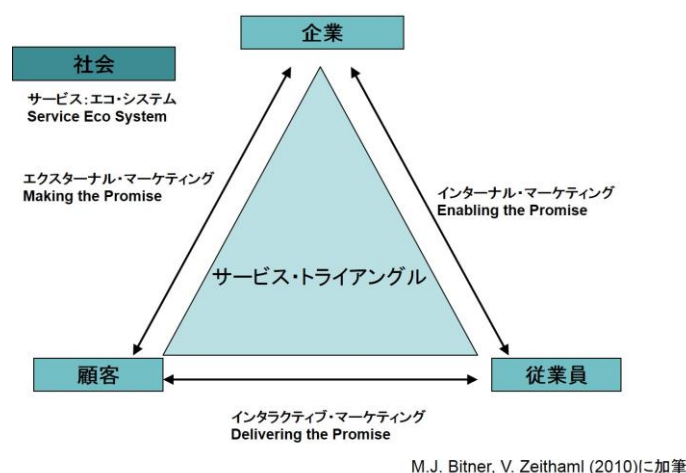 企業
社会
サービス:エコ・システム
Service Eco System
エクスターナル・マーケティング
Making the Promise
インターナル・マーケティング
Enabling the Promise
サービス・トライアングル
顧客
従業員
インタラクティブ・マーケティング
Delivering the Promise
M.J. Bitner, V. Zeithaml (2010)に加筆